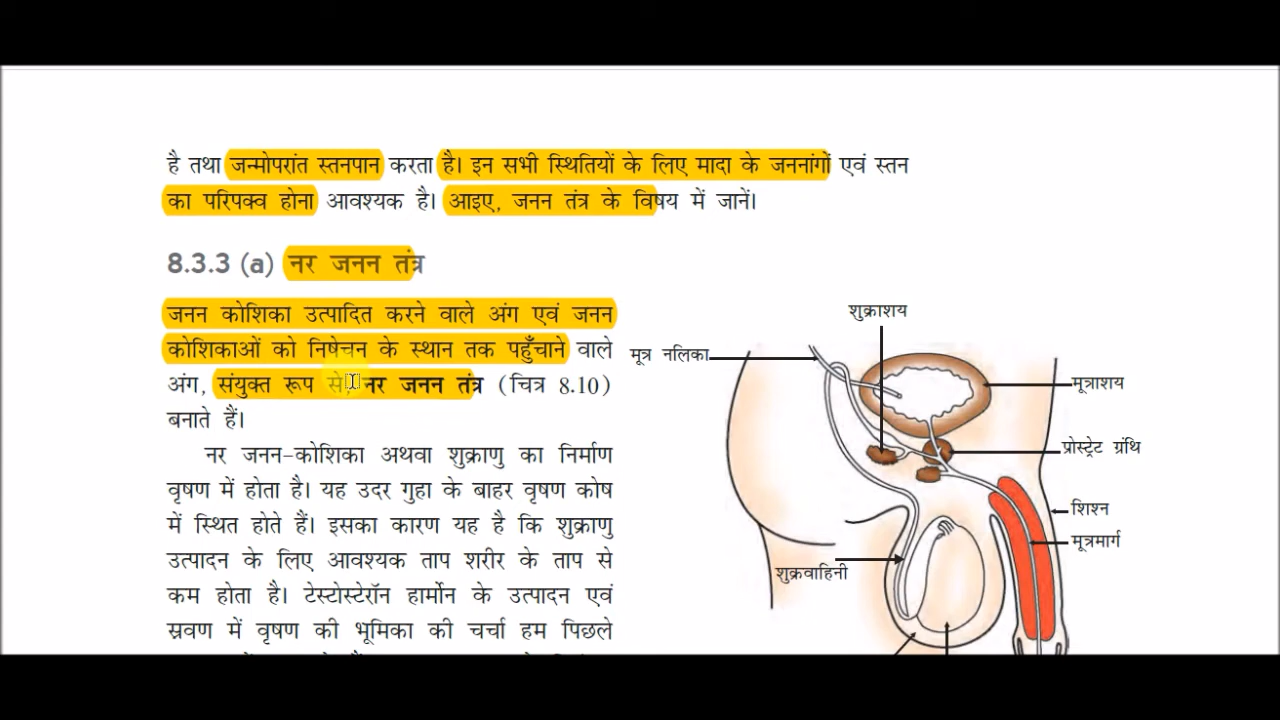 है तथा जन्मोपरांत स्तनपान करता है। इन सभी स्थितियों के लिए मादा के जननांगों एवं स्तन
का परिपक्व होना आवश्यक है। आइए, जनन तंत्र के विषय में जानें।
8.3.3 (a) नर जनन तंत्र
जनन कोशिका उत्पादित करने वाले अंग एवं जनन
कोशिकाओं को निषेचन के स्थान तक पहुँचाने वाले
अंग, संयुक्त रूप से, नर जनन तंत्र (चित्र 8.10)
बनाते हैं।
नर जनन-कोशिका अथवा शुक्राणु का निर्माण
वृषण में होता है। यह उदर गुहा के बाहर वृषण कोष
में स्थित होते हैं। इसका कारण यह है कि शुक्राणु
उत्पादन के लिए आवश्यक ताप शरीर के ताप से
कम होता है। टेस्टोस्टेरॉन हार्मोन के उत्पादन एवं
स्रवण में वृषण की भूमिका की चर्चा हम पिछले
शुक्राशय
मूत्र नलिका
मूत्राशय
प्रोस्ट्रेट ग्रंथि
शिश्न
मूत्रमार्ग
शुक्रवाहिनी